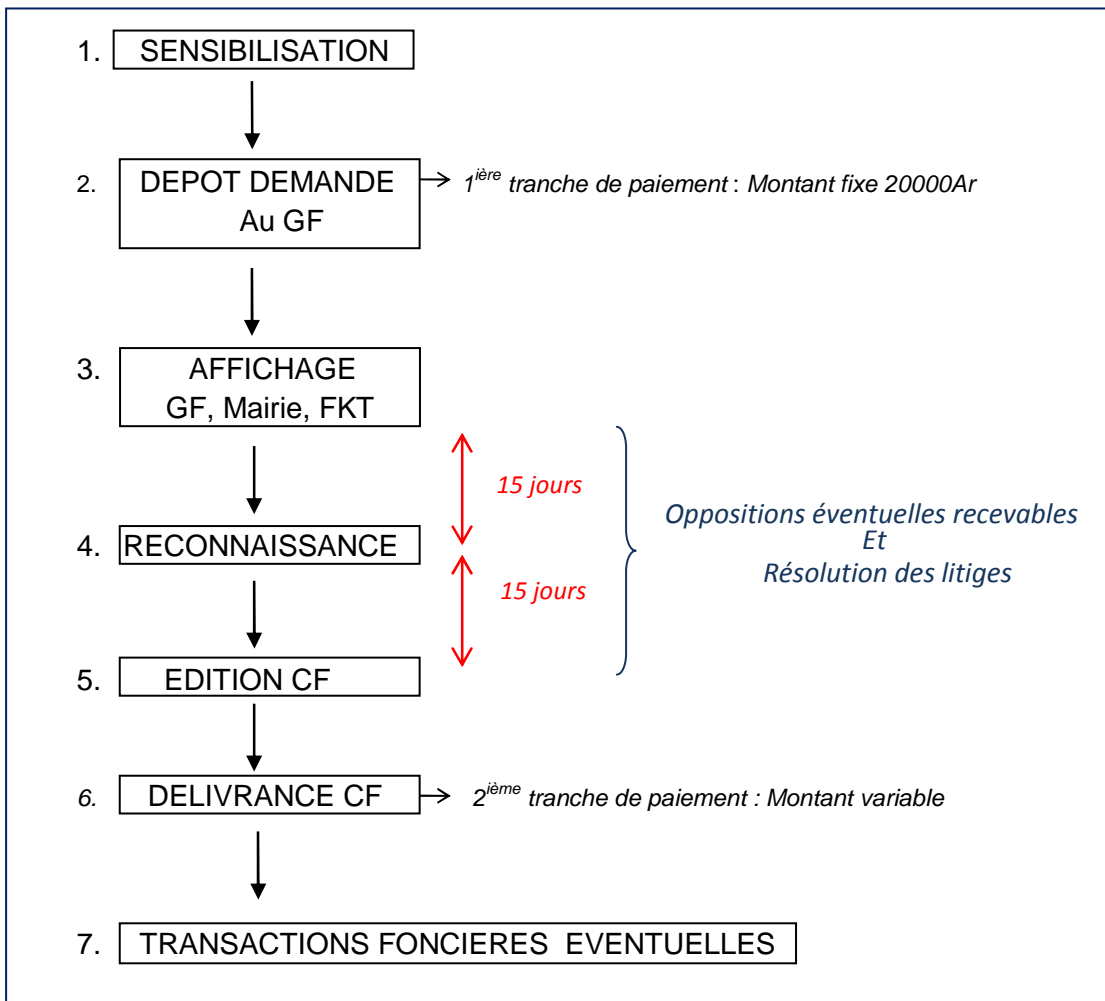 1. SENSIBILISATION
2. DEPOT DEMANDE
Au GF
1ière tranche de paiement : Montant fixe 20000Ar
3. AFFICHAGE
GF, Mairie, FKT
15 jours
4. RECONNAISSANCE
Oppositions éventuelles recevables
Et
Résolution des litiges
15 jours
5. EDITION CF
6. DELIVRANCE CF
2ième tranche de paiement : Montant variable
7. TRANSACTIONS FONCIERES EVENTUELLES